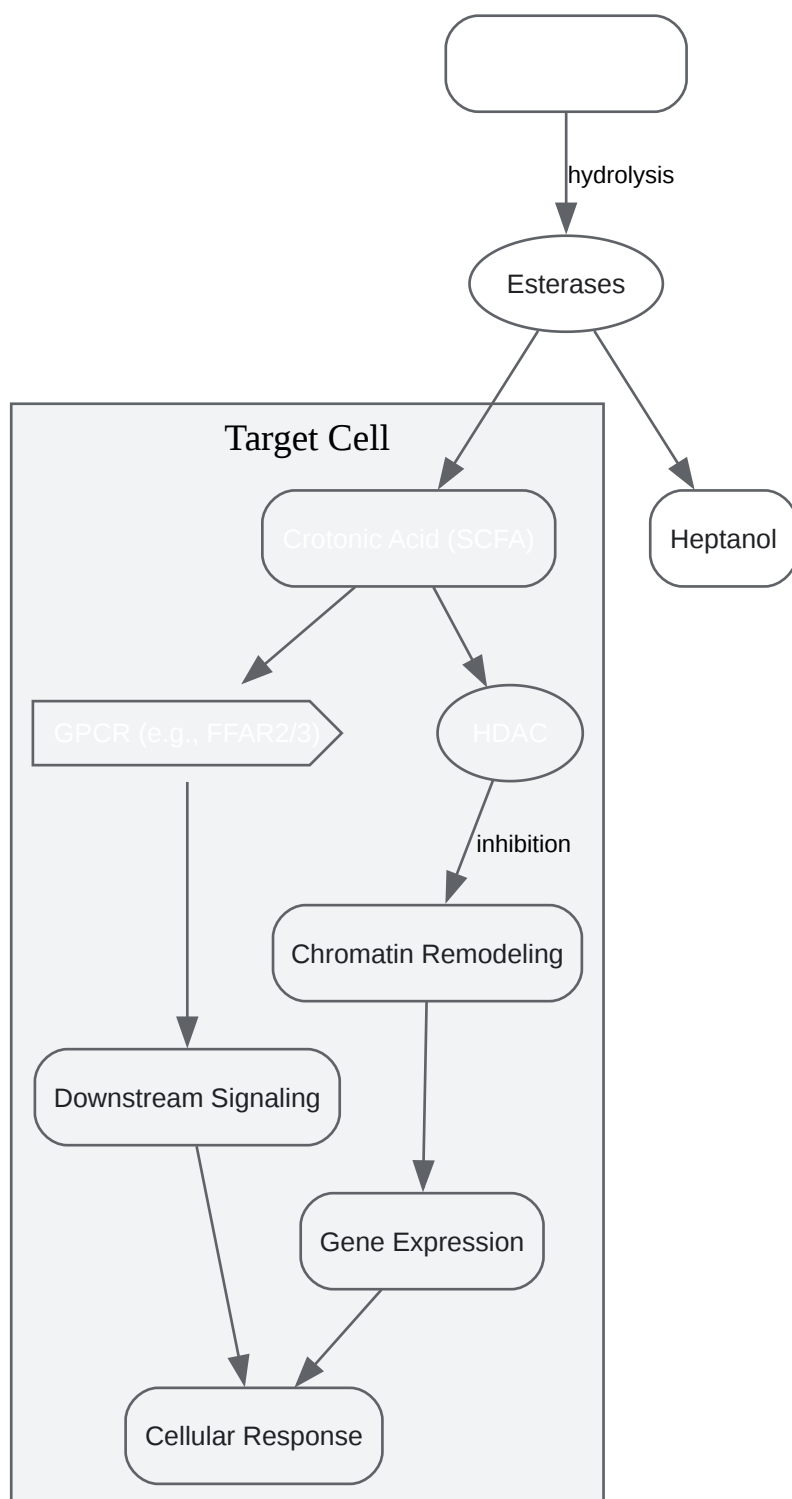 hydrolysis
Esterases
Target Cell
Crotonic Acid (SCFA)
Heptanol
GPCR (e.g., FFAR2/3)
HDAC
inhibition
Chromatin Remodeling
Downstream Signaling
Gene Expression
Cellular Response